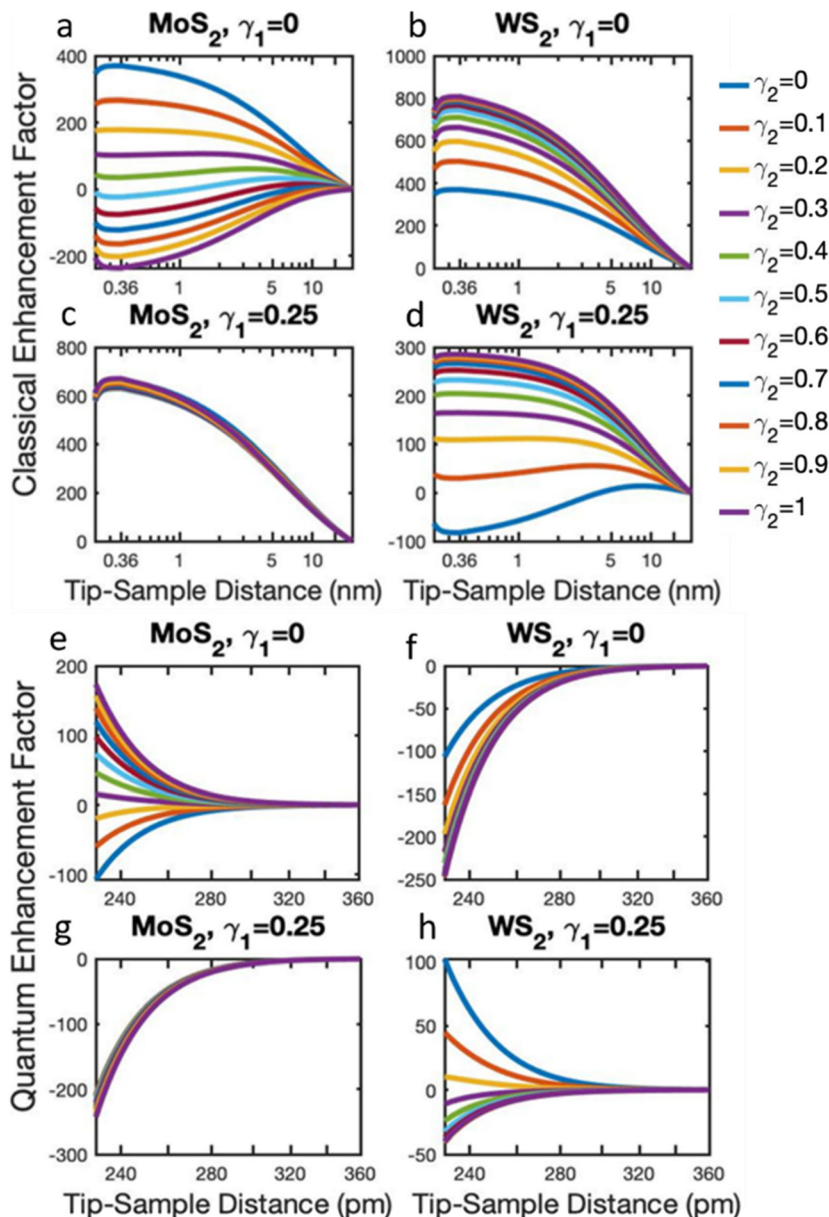 a MoS₂, γ₁=0
b WS₂, γ₁=0
400
200
0
-200
0.36 1 5 10
1000
800
600
400
200
0
0.36 1 5 10
γ₂=0
γ₂=0.1
γ₂=0.2
γ₂=0.3
γ₂=0.4
γ₂=0.5
γ₂=0.6
γ₂=0.7
γ₂=0.8
γ₂=0.9
γ₂=1
Classical Enhancement Factor
c MoS₂, γ₁=0.25
d WS₂, γ₁=0.25
800
600
400
200
0
0.36 1 5 10
300
200
100
0
-100
0.36 1 5 10
Tip-Sample Distance (nm)
Tip-Sample Distance (nm)
e MoS₂, γ₁=0
f WS₂, γ₁=0
200
100
0
-100
240 280 320 360
0
-50
-100
-150
-200
-250
240 280 320 360
Quantum Enhancement Factor
g MoS₂, γ₁=0.25
h WS₂, γ₁=0.25
0
-100
-200
-300
240 280 320 360
100
50
0
-50
240 280 320 360
Tip-Sample Distance (pm)
Tip-Sample Distance (pm)